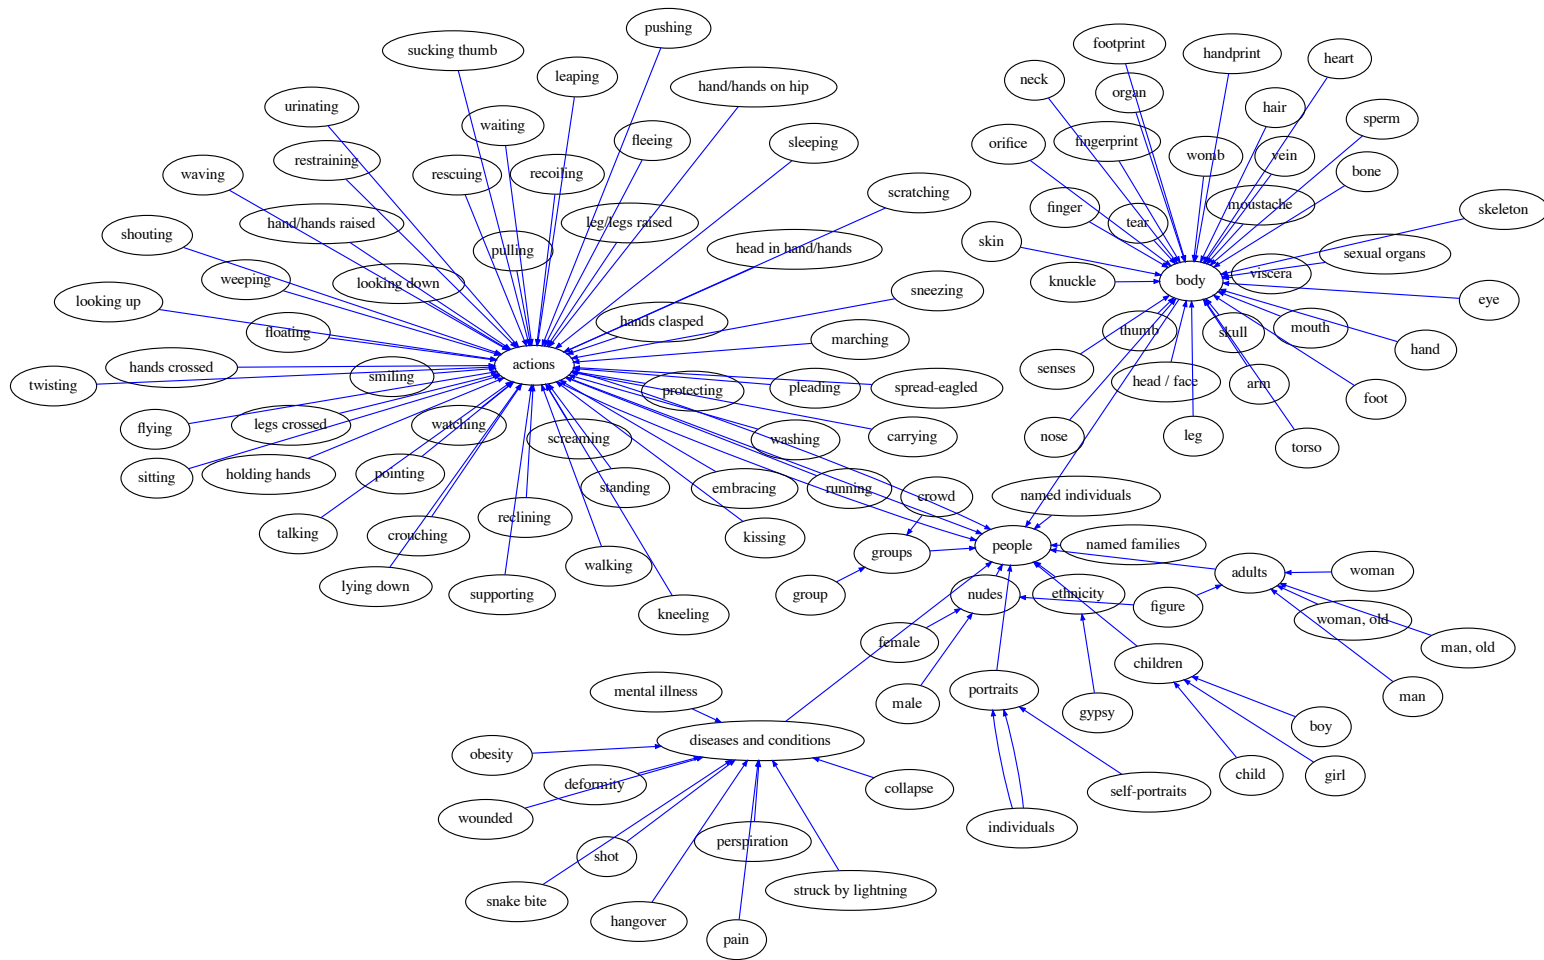 pushing
sucking thumb
footprint
handprint
heart
leaping
neck
hand/hands on hip
organ
urinating
hair
sperm
waiting
fleeing
sleeping
fingerprint
orifice
restraining
womb
vein
waving
rescuing
recoiling
bone
scratching
finger
moustache
skeleton
hand/hands raised
leg/legs raised
tear
shouting
skin
pulling
head in hand/hands
sexual organs
weeping
looking down
knuckle
body
viscera
looking up
sneezing
eye
floating
hands clasped
thumb
skull
mouth
marching
hand
hands crossed
actions
senses
twisting
smiling
protecting
pleading
spread-eagled
head / face
arm
foot
flying
legs crossed
watching
screaming
washing
carrying
nose
leg
torso
sitting
holding hands
pointing
standing
embracing
running
crowd
named individuals
talking
crouching
reclining
kissing
groups
people
named families
lying down
supporting
walking
group
nudes
ethnicity
figure
adults
woman
kneeling
female
woman, old
man, old
mental illness
male
portraits
children
man
gypsy
boy
obesity
diseases and conditions
deformity
collapse
self-portraits
child
girl
wounded
shot
perspiration
individuals
snake bite
hangover
struck by lightning
pain